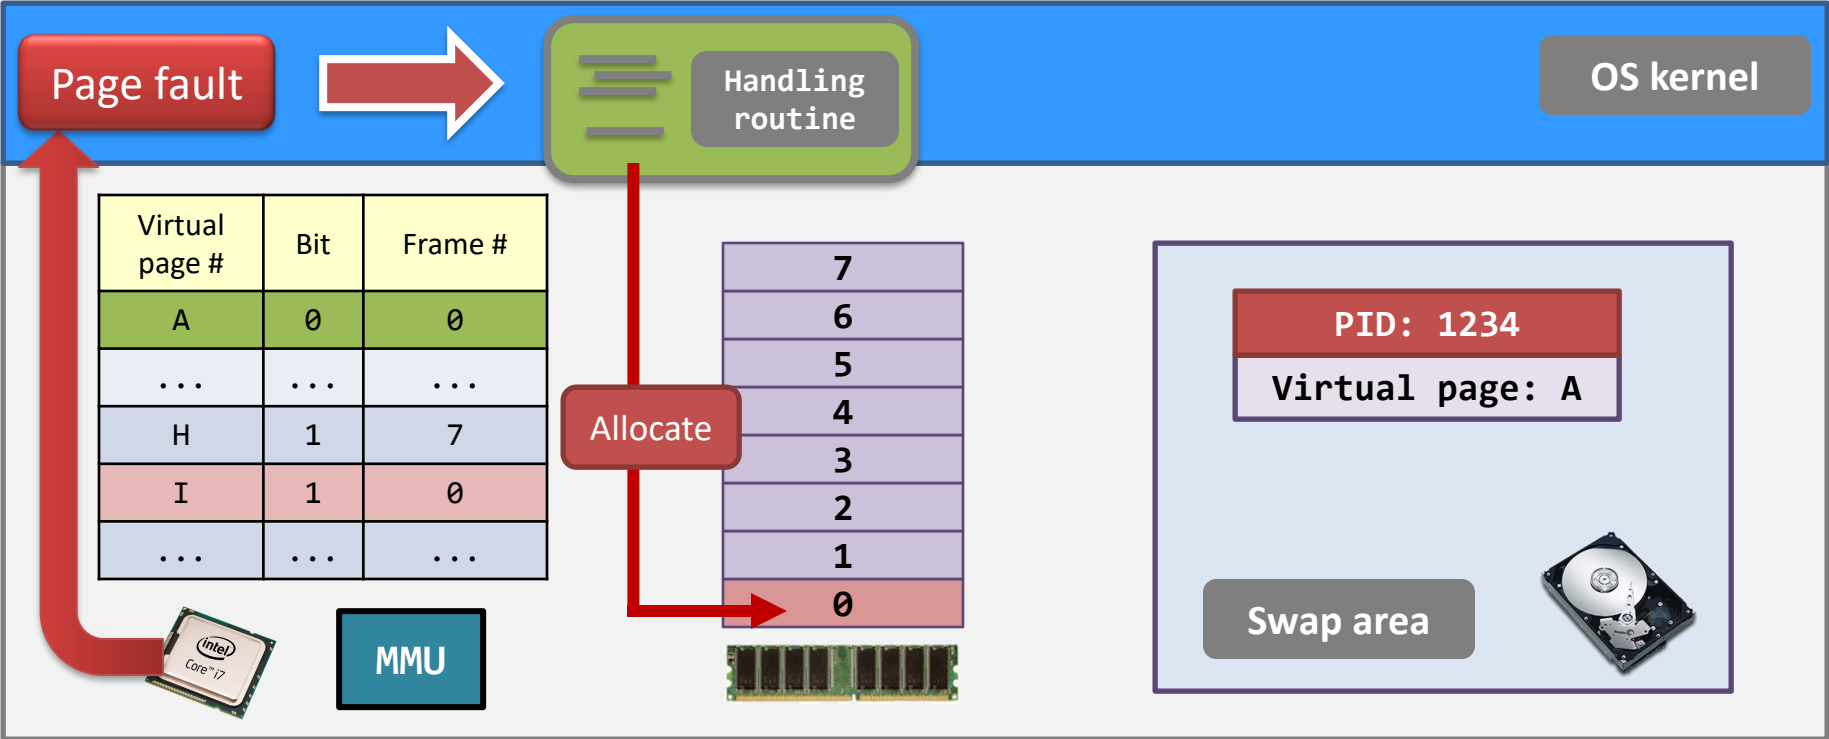 Page fault
Handling
routine
OS kernel
Virtual
page #
Bit
Frame #
A 0 0
... ... ...
H 1 7
I 1 0
... ... ...
Allocate
7
6
5
4
3
2
1
0
PID: 1234
Virtual page: A
Swap area
intel
Core™ i7
MMU